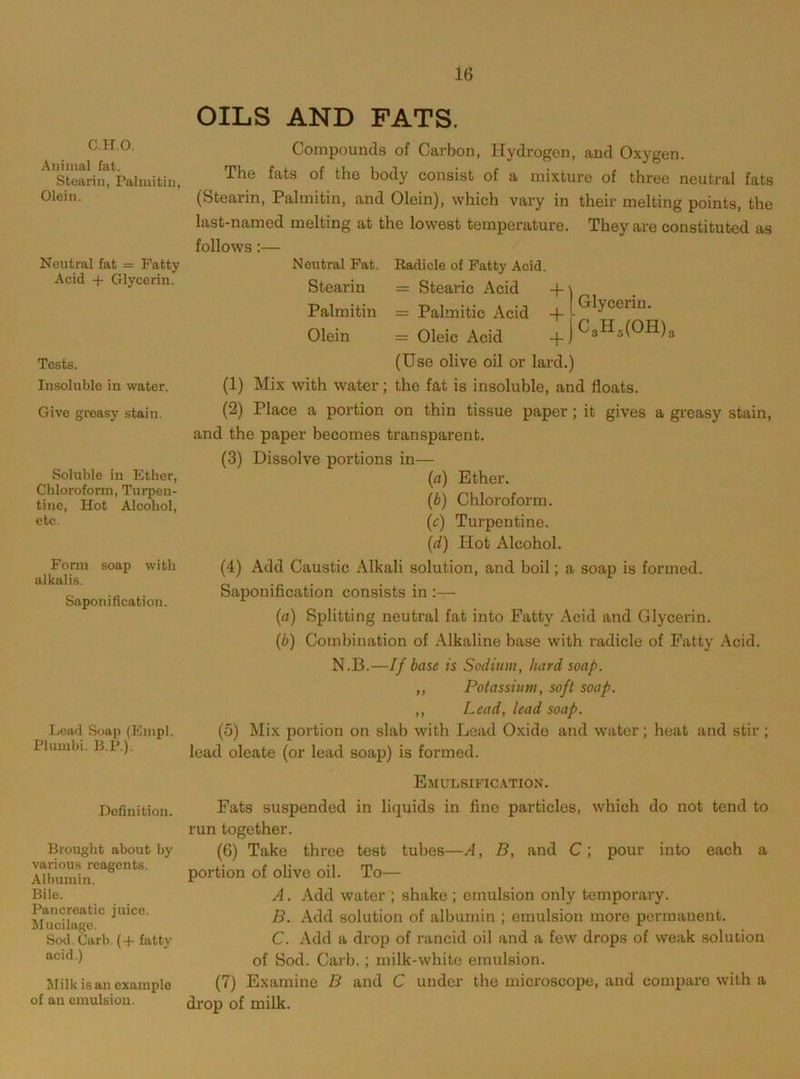 16
OILS AND FATS.
C.H.O.
Animal fat.
Stearin, Palmitin,
Olein.
Compounds of Carbon, Hydrogen, and Oxygen.
The fats of the body consist of a mixture of three neutral fats
(Stearin, Palmitin, and Olein), which vary in their melting points, the
last-named melting at the lowest temperature. They are constituted as
follows :—
Neutral fat = Fatty
Acid + Glycerin.
Neutral Fat. Radicle of Fatty Acid.
Stearin = Stearic Acid +
Palmitin = Palmitic Acid + Glycerin.
Olein = Oleic Acid + C₃H₅(OH)₃
(Use olive oil or lard.)
Tests.
Insoluble in water.
(1) Mix with water; the fat is insoluble, and floats.
Give greasy stain.
(2) Place a portion on thin tissue paper; it gives a greasy stain,
and the paper becomes transparent.
Soluble in Ether,
Chloroform, Turpen-
tine, Hot Alcohol,
etc.
(3) Dissolve portions in—
(a) Ether.
(b) Chloroform.
(c) Turpentine.
(d) Hot Alcohol.
Form soap with
alkalis.
Saponification.
(4) Add Caustic Alkali solution, and boil; a soap is formed.
Saponification consists in :—
(a) Splitting neutral fat into Fatty Acid and Glycerin.
(b) Combination of Alkaline base with radicle of Fatty Acid.
N.B.—If base is Sodium, hard soap.
,, Potassium, soft soap.
,, Lead, lead soap.
Lead Soap (Empl.
Plumbi. B.P.).
(5) Mix portion on slab with Lead Oxide and water; heat and stir;
lead oleate (or lead soap) is formed.
EMULSIFICATION.
Definition.
Fats suspended in liquids in fine particles, which do not tend to
run together.
Brought about by
various reagents.
Albumin.
Bile.
Pancreatic juice.
Mucilage.
Sod. Carb. (+ fatty
acid.)
(6) Take three test tubes—A, B, and C; pour into each a
portion of olive oil. To—
A. Add water; shake; emulsion only temporary.
B. Add solution of albumin; emulsion more permanent.
C. Add a drop of rancid oil and a few drops of weak solution
of Sod. Carb.; milk-white emulsion.
Milk is an example
of an emulsion.
(7) Examine B and C under the microscope, and compare with a
drop of milk.